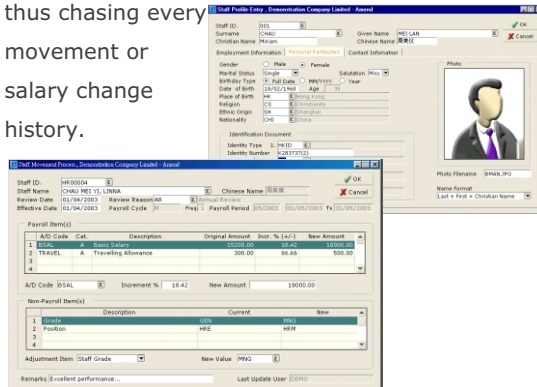 thus chasing every
movement or
salary change
history.
Staff Profile Entry , Demonstration Company Limited - Amend
Staff ID. 001
Surname CHAU Given Name MEI LAN
Christian Name Miriam Chinese Name
OK
Cancel
Employment Information Personal Particulars Contact Information
Gender Male Female
Marital Status Single Salutation Miss
Birthday Type Full Date MM/YYYY Year
Date of Birth 18/02/1968 Age 35
Place of Birth HK Hong Kong
Religion CS Christianity
Ethnic Origin SH Shanghai
Nationality CHI China
Photo
Identification Document
Identity Type 1. HKID
Identity Number K283737(2)
Photo Filename BMAN.JPG
Name Format
Last + First + Christian Name
Staff Movement Process , Demonstration Company Limited - Amend
Staff ID. HR00004
Staff Name CHAU MEI YI, LINNA Chinese Name
Review Date 01/04/2003 Review Reason AR Annual Review
Effective Date 01/04/2003 Payroll Cycle M Freq 1 Payroll Period 05/2003 01/05/2003 To 31/05/2003
OK
Cancel
Payroll Item(s)
A/D Code Cat. Description Original Amount Incr. % (+/-) New Amount
1 BSAL A Basic Salary 15200.00 18.42 18000.00
2 TRAVEL A Travelling Allowance 300.00 66.66 500.00
3
4
A/D Code BSAL Increment % 18.42 New Amount 18000.00
Non-Payroll Item(s)
Description Current New
1 Grade GEN MNG
2 Position HRE HRM
3
4
Adjustment Item Staff Grade New Value MNG
Remarks Excellent performance... Last Update User DEMO